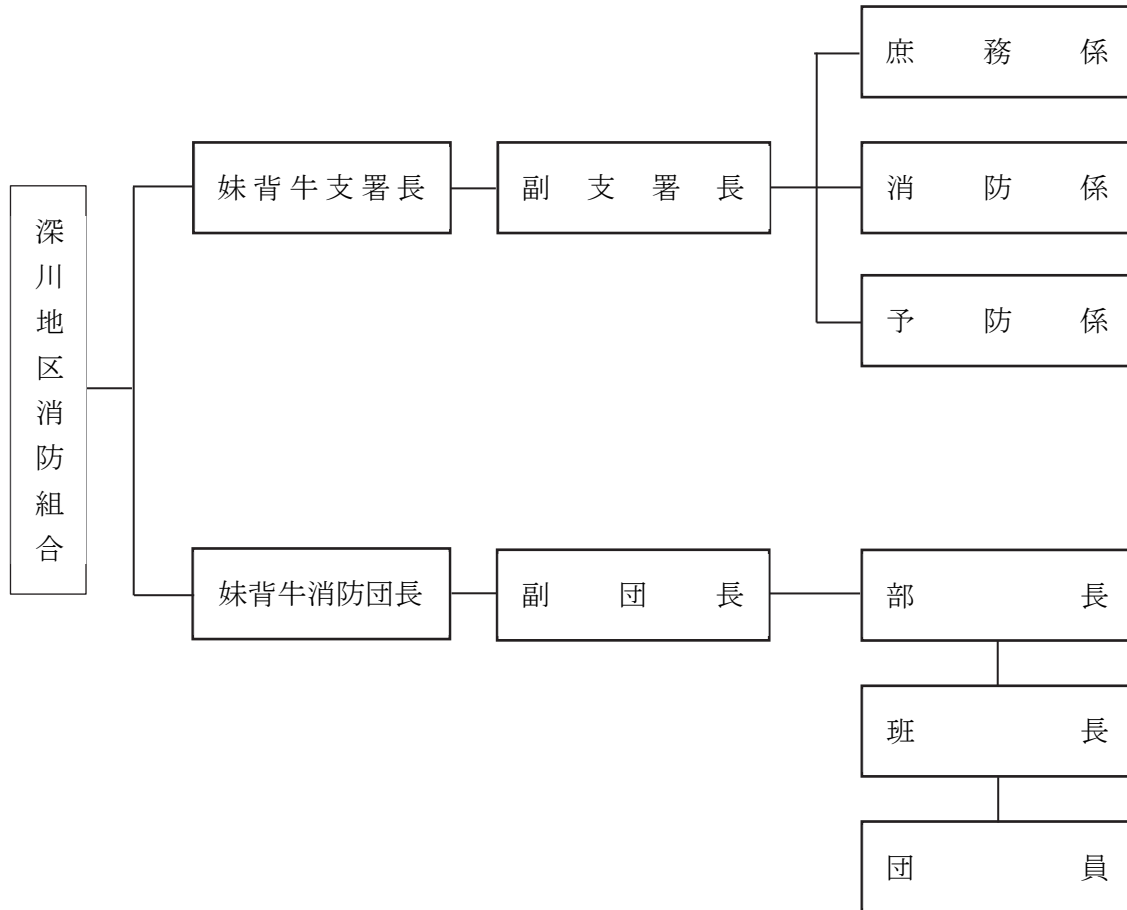 深川地区消防組合
妹背牛支署長
副支署長
庶務係
消防係
予防係
妹背牛消防団長
副団長
部長
班長
団員